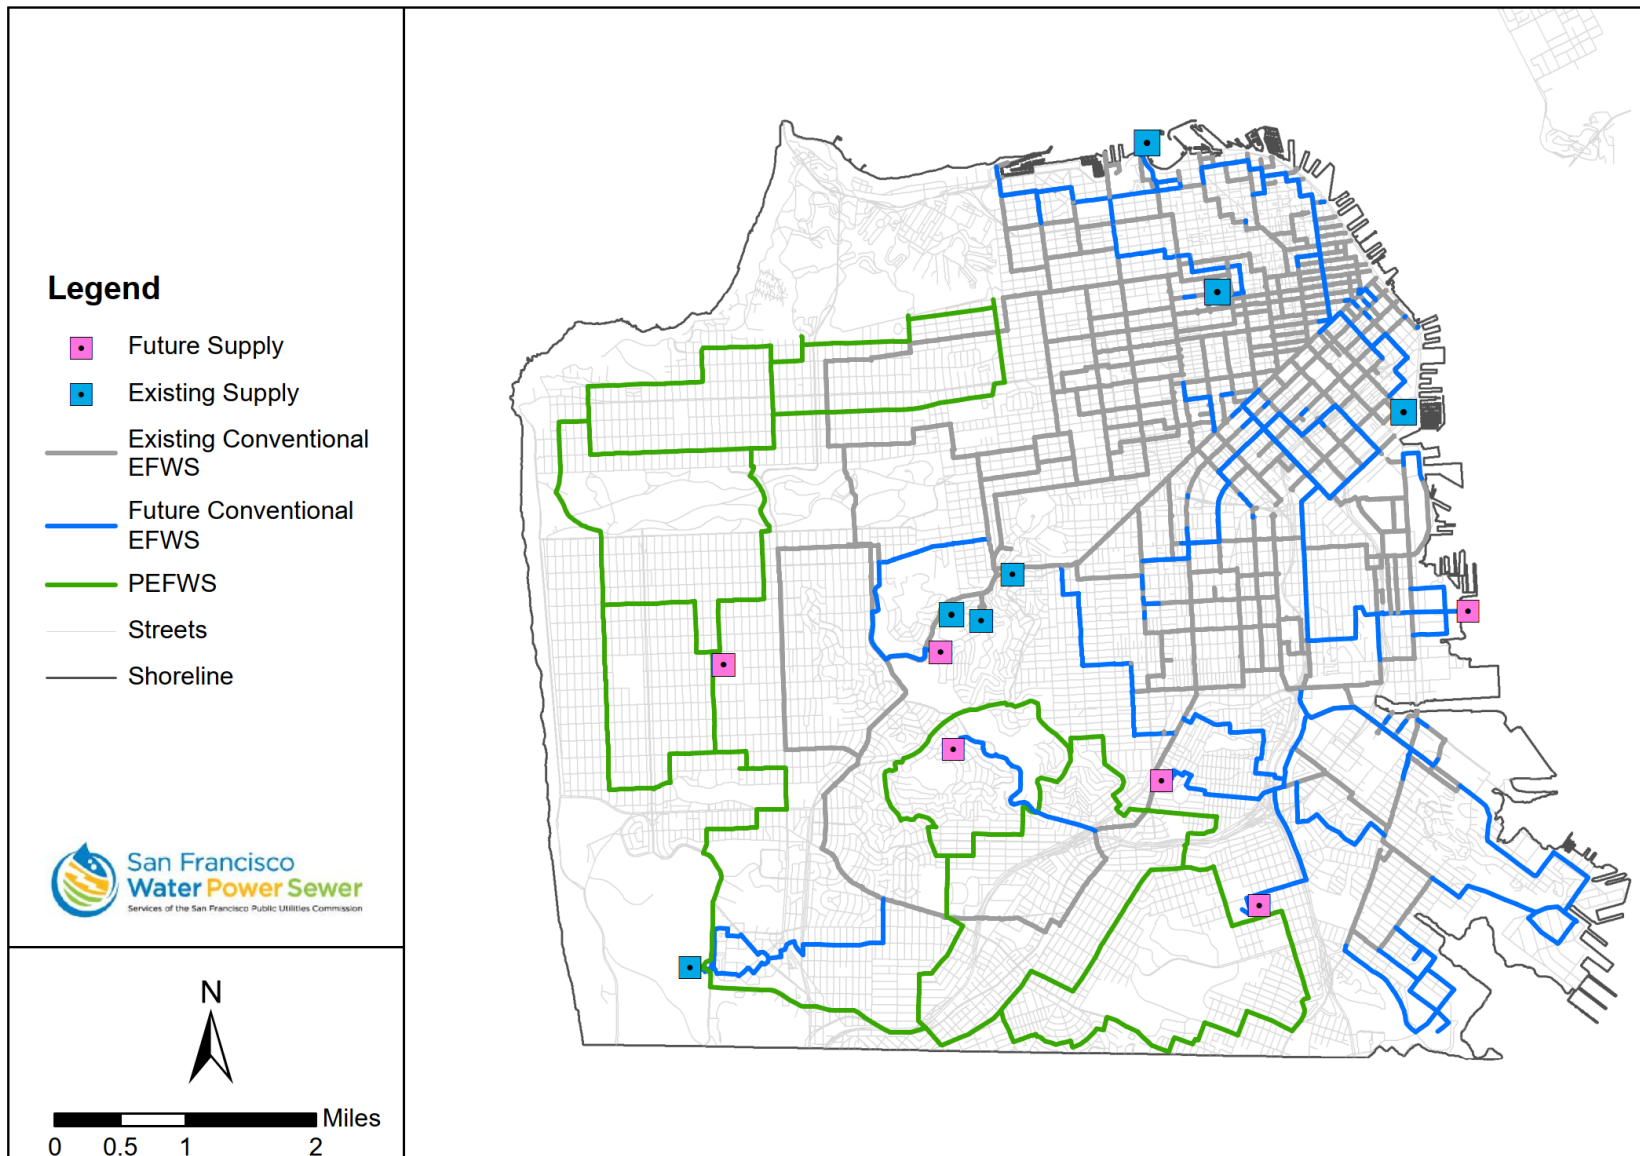 Legend
Future Supply
Existing Supply
Existing Conventional
EFWS
Future Conventional
EFWS
PEFWS
Streets
Shoreline
San Francisco
Water Power Sewer
Services of the San Francisco Public Utilities Commission
N
Miles
0 0.5 1 2